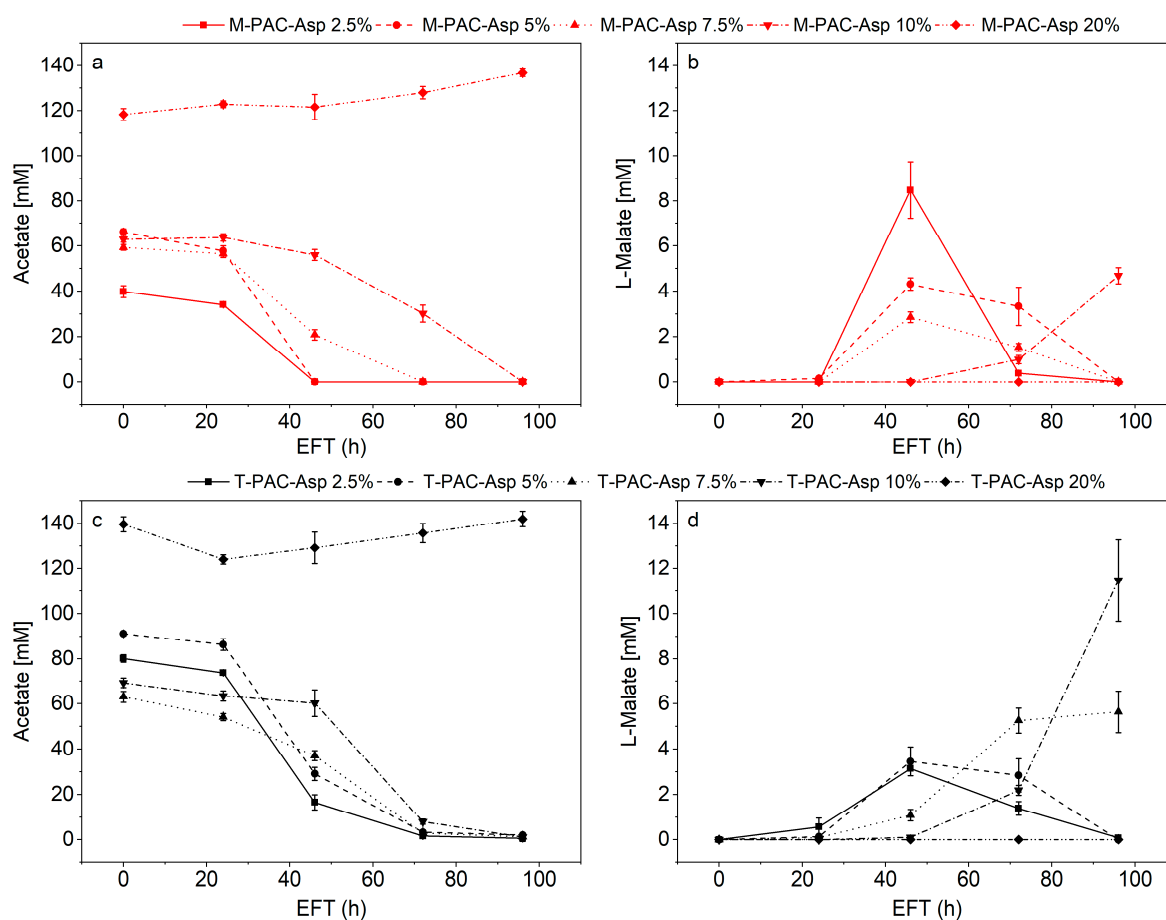 M-PAC-Asp 2.5% M-PAC-Asp 5% M-PAC-Asp 7.5% M-PAC-Asp 10% M-PAC-Asp 20%
a
140
120
100
80
60
40
20
0
Acetate [mM]
0 20 40 60 80 100
EFT (h)
b
14
12
10
8
6
4
2
0
L-Malate [mM]
0 20 40 60 80 100
EFT (h)
T-PAC-Asp 2.5% T-PAC-Asp 5% T-PAC-Asp 7.5% T-PAC-Asp 10% T-PAC-Asp 20%
c
140
120
100
80
60
40
20
0
Acetate [mM]
0 20 40 60 80 100
EFT (h)
d
14
12
10
8
6
4
2
0
L-Malate [mM]
0 20 40 60 80 100
EFT (h)